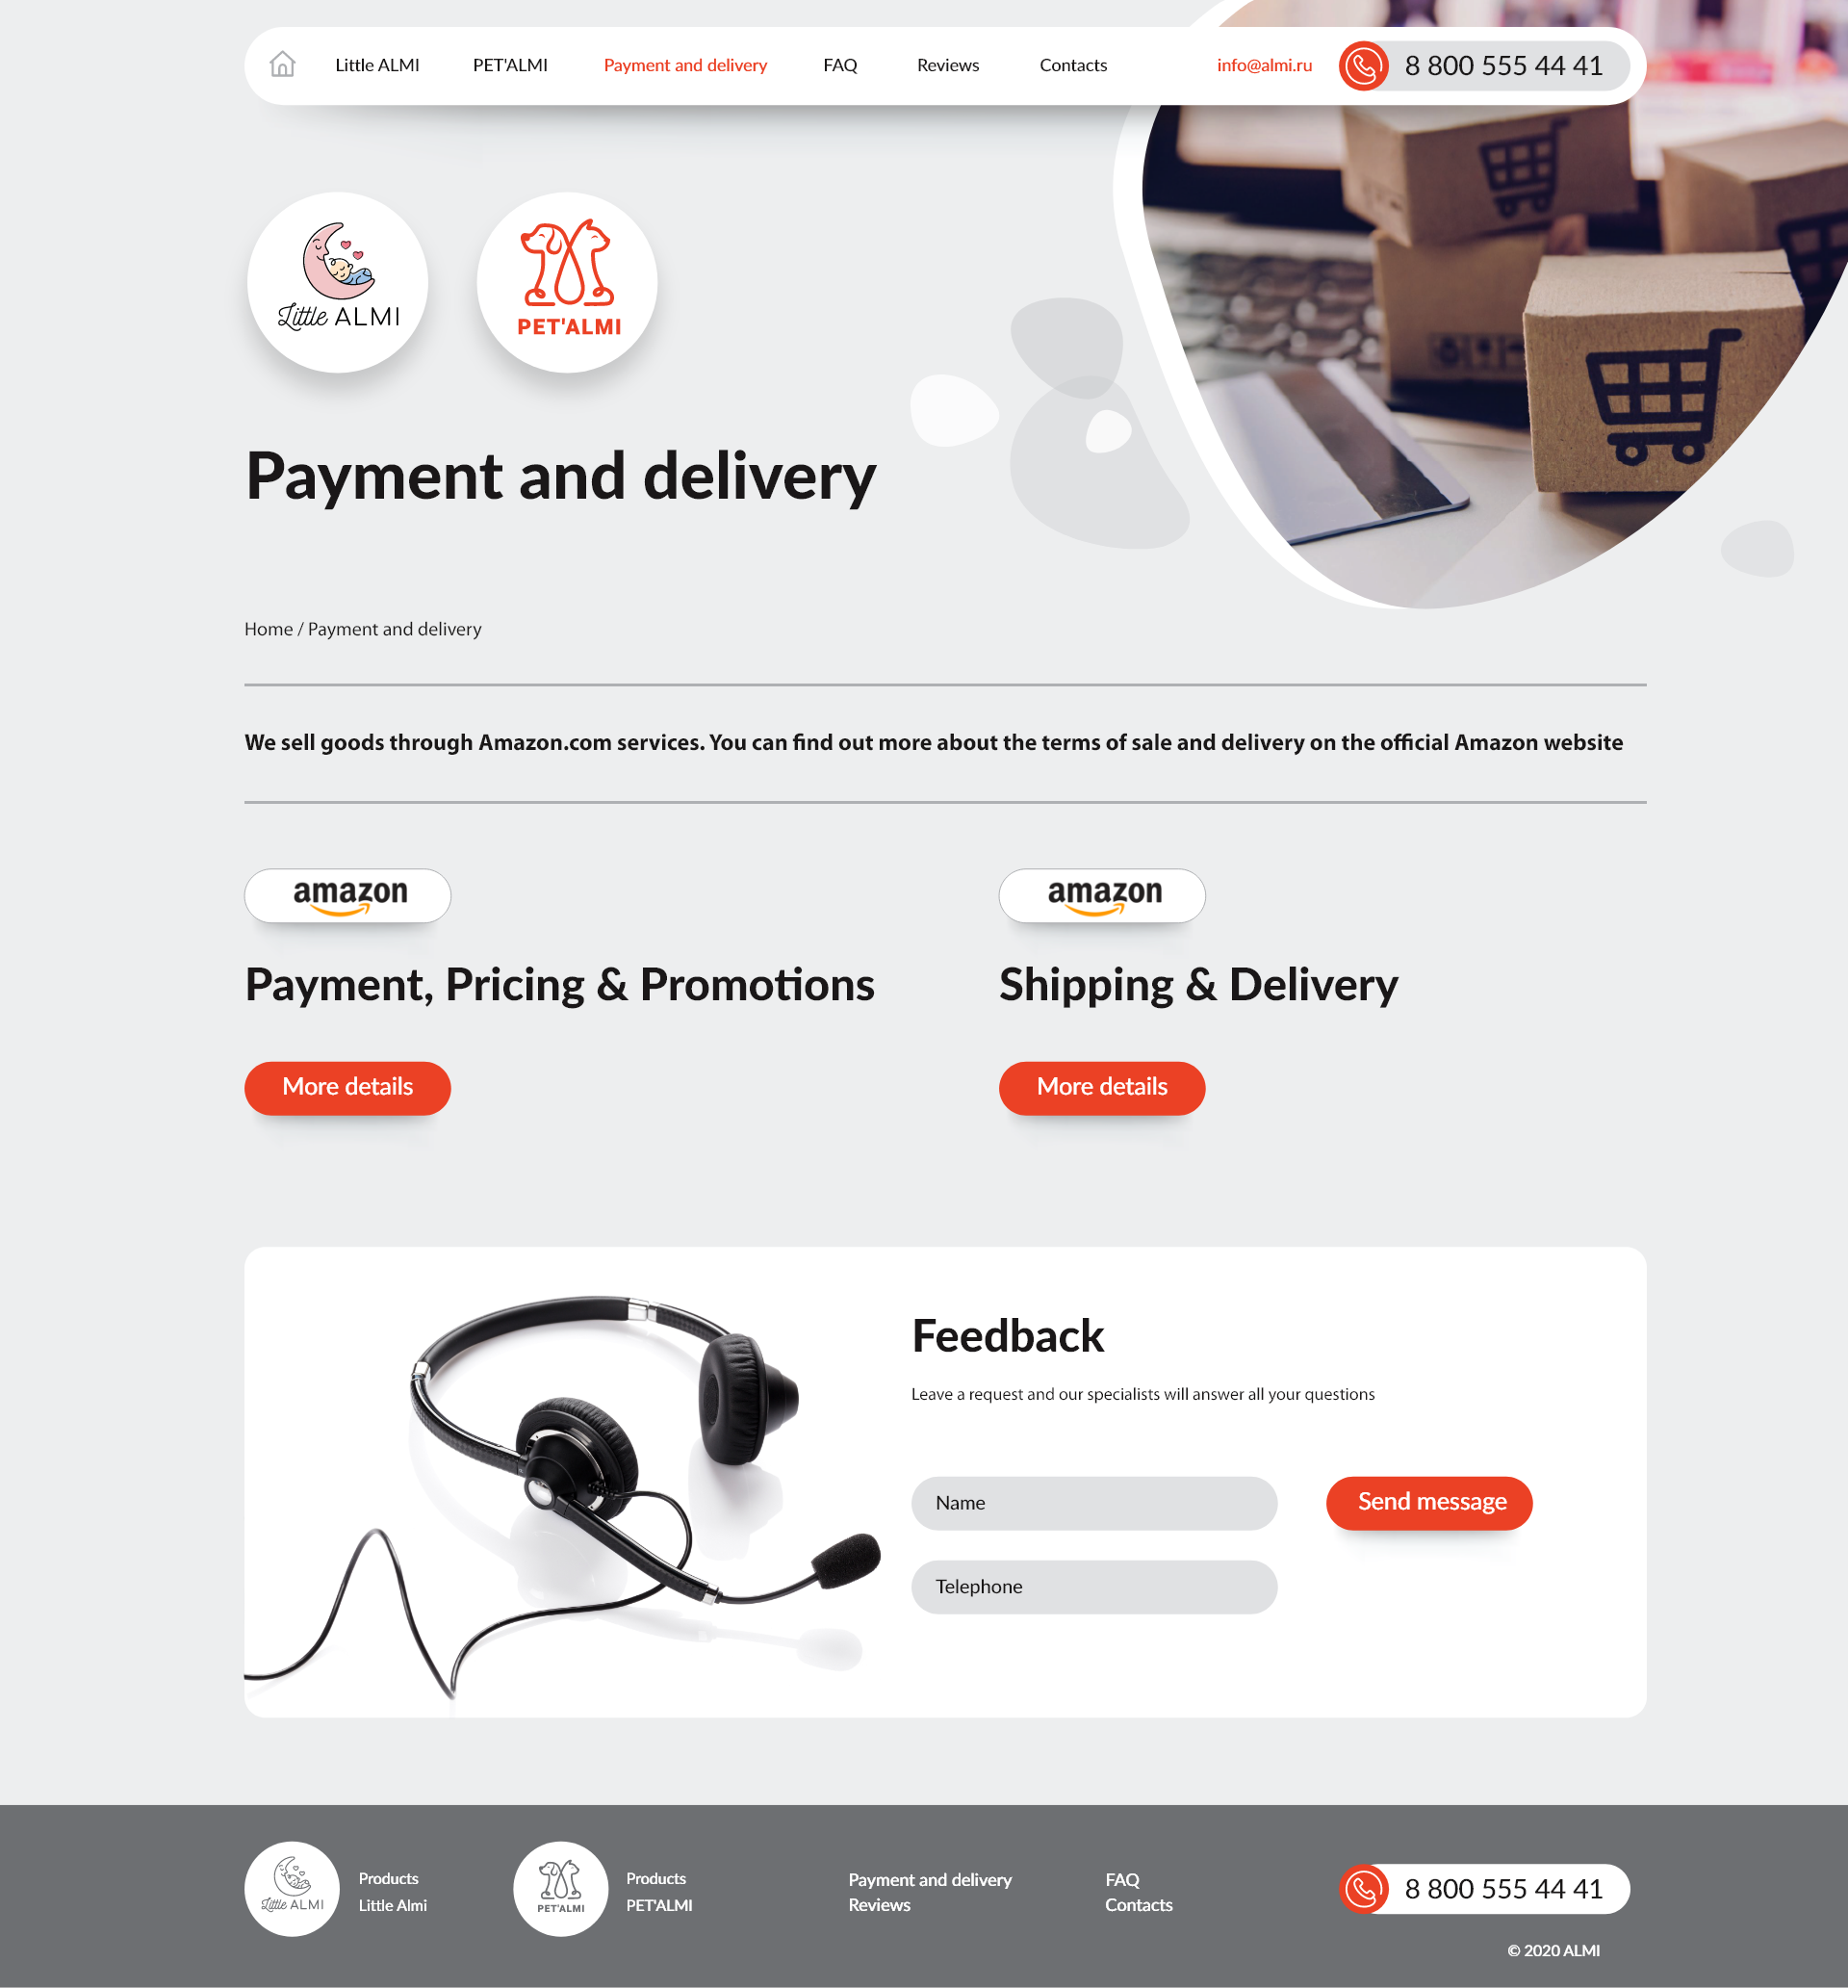 Little ALMI
PET'ALMI
Payment and delivery
FAQ
Reviews
Contacts
info@almi.ru
8 800 555 44 41
Little ALMI
PET'ALMI
Payment and delivery
Home / Payment and delivery
We sell goods through Amazon.com services. You can find out more about the terms of sale and delivery on the official Amazon website
amazon
amazon
Payment, Pricing & Promotions
Shipping & Delivery
More details
More details
Feedback
Leave a request and our specialists will answer all your questions
Name
Send message
Telephone
Little ALMI
Products
Little Almi
PET'ALMI
Products
PET'ALMI
Payment and delivery
Reviews
FAQ
Contacts
8 800 555 44 41
© 2020 ALMI